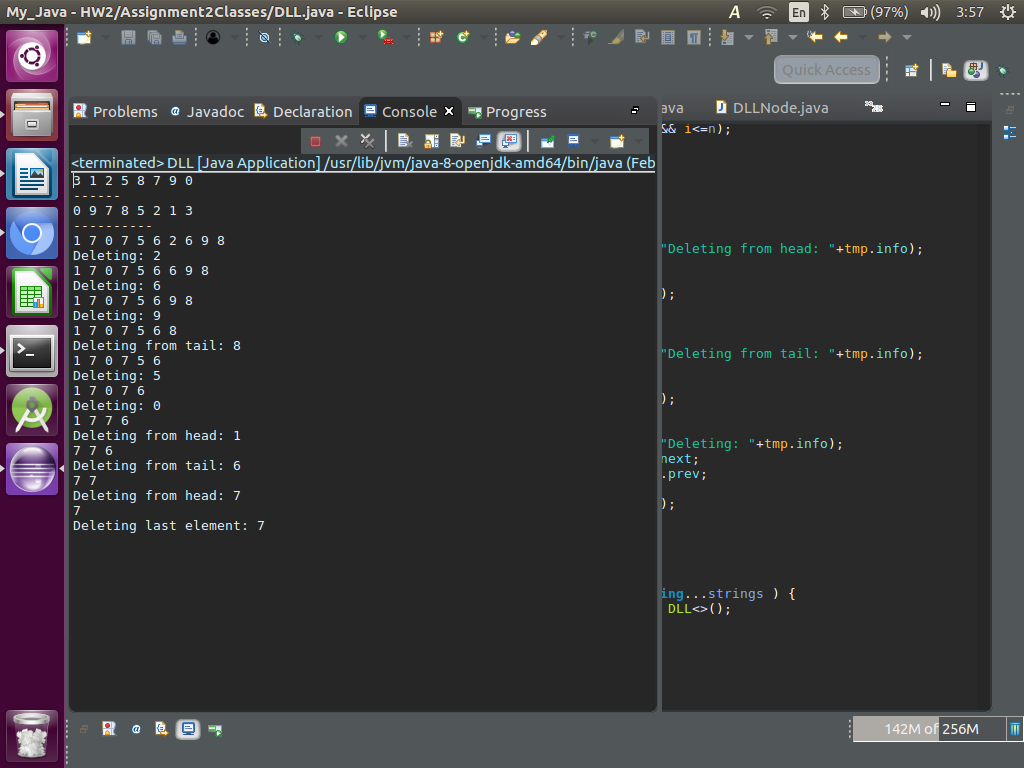 My_Java - HW2/Assignment2Classes/DLL.java - Eclipse
A En (97%) 3:57
Quick Access
Problems @ Javadoc Declaration Console Progress
<terminated> DLL [Java Application] /usr/lib/jvm/java-8-openjdk-amd64/bin/java (Feb
3 1 2 5 8 7 9 0
------
0 9 7 8 5 2 1 3
----------
1 7 0 7 5 6 2 6 9 8
Deleting: 2
1 7 0 7 5 6 6 9 8
Deleting: 6
1 7 0 7 5 6 9 8
Deleting: 9
1 7 0 7 5 6 8
Deleting from tail: 8
1 7 0 7 5 6
Deleting: 5
1 7 0 7 6
Deleting: 0
1 7 7 6
Deleting from head: 1
7 7 6
Deleting from tail: 6
7 7
Deleting from head: 7
7
Deleting last element: 7
ava DLLNode.java
&& i<=n);
"Deleting from head: "+tmp.info);
);
"Deleting from tail: "+tmp.info);
);
"Deleting: "+tmp.info);
next;
.prev;
);
ing...strings ) {
DLL<>();
142M of 256M